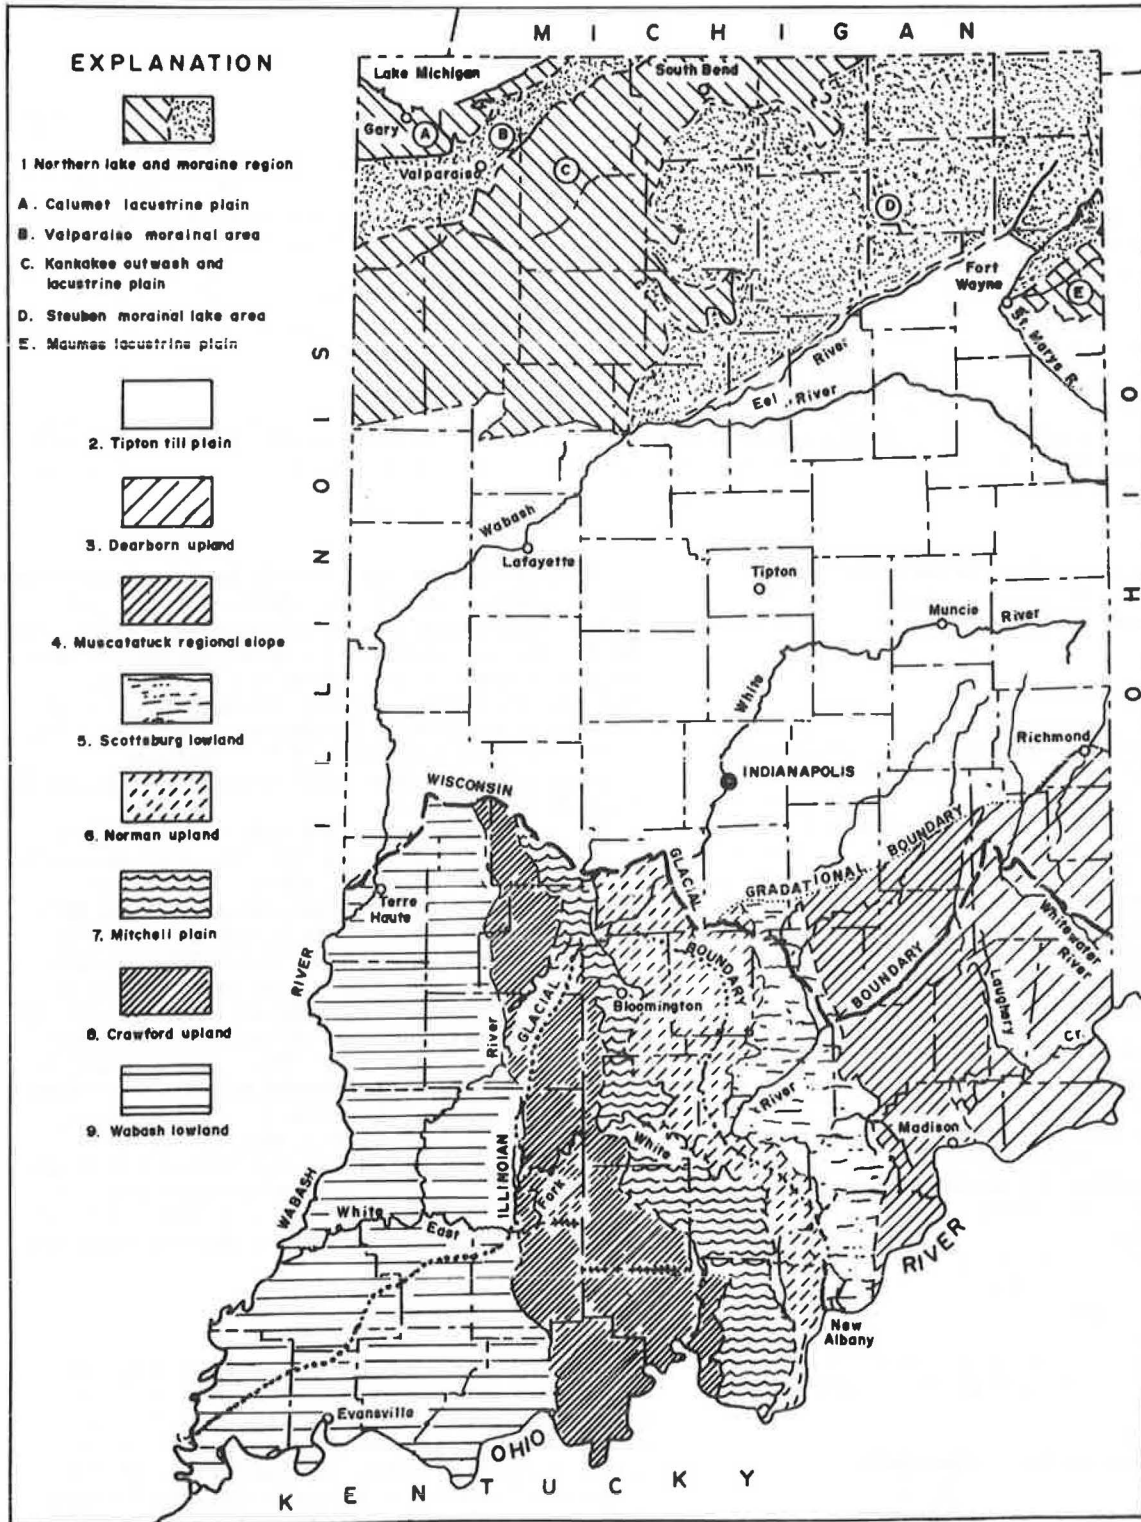 EXPLANATION
1 Northern lake and moraine region
A. Calumet lacustrine plain
B. Valparaiso morainal area
C. Kankakee outwash and
lacustrine plain
D. Steuben morainal lake area
E. Maumee lacustrine plain
2. Tipton till plain
3. Dearborn upland
4. Muscatatuck regional slope
5. Scottsburg lowland
6. Norman upland
7. Mitchell plain
8. Crawford upland
9. Wabash lowland
MICHIGAN
Lake Michigan
South Bend
Gary
A
B
Valparaiso
C
D
Fort
Wayne
E
St. Marys R.
River
Eel River
ILLINOIS
OHIO
Wabash
Lafayette
Tipton
Muncie
River
White
Richmond
INDIANAPOLIS
WISCONSIN
GLACIAL
BOUNDARY
GRADATIONAL BOUNDARY
BOUNDARY
Terre
Haute
Whitewater
River
Laughery
Cr.
Bloomington
River
GLACIAL
ILLINOIAN
RIVER
WABASH
River
White
Fork
East
White
Madison
RIVER
New
Albany
Evansville
OHIO
KENTUCKY